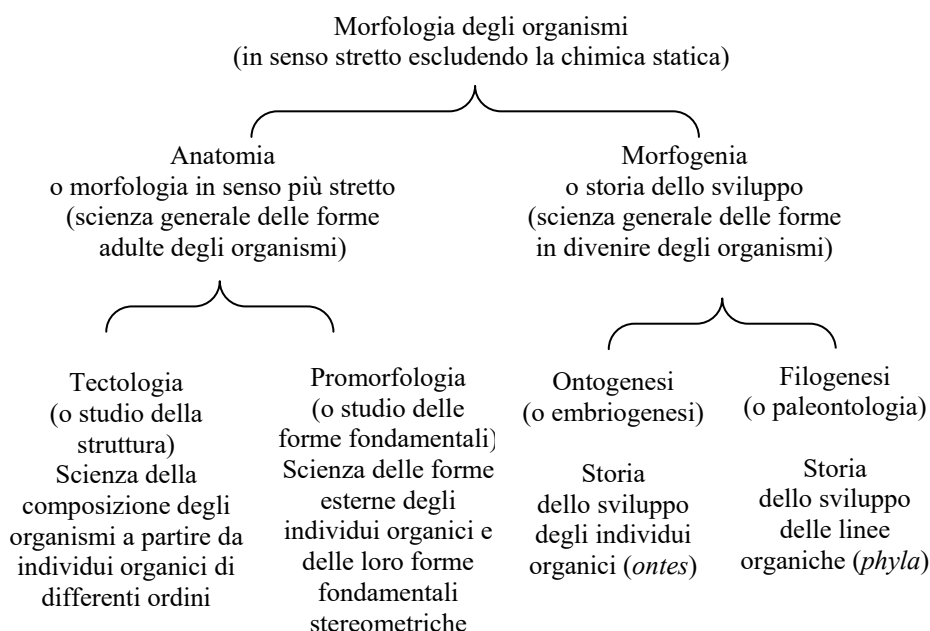 Morfologia degli organismi
(in senso stretto escludendo la chimica statica)
Anatomia
o morfologia in senso più stretto
(scienza generale delle forme
adulte degli organismi)
Morfogenia
o storia dello sviluppo
(scienza generale delle forme
in divenire degli organismi)
Tectologia
(o studio della
struttura)
Scienza della
composizione degli
organismi a partire da
individui organici di
differenti ordini
Promorfologia
(o studio delle
forme fondamentali)
Scienza delle forme
esterne degli
individui organici e
delle loro forme
fondamentali
stereometriche
Ontogenesi
(o embriogenesi)
Storia
dello sviluppo
degli individui
organici (ontes)
Filogenesi
(o paleontologia)
Storia
dello sviluppo
delle linee
organiche (phyla)